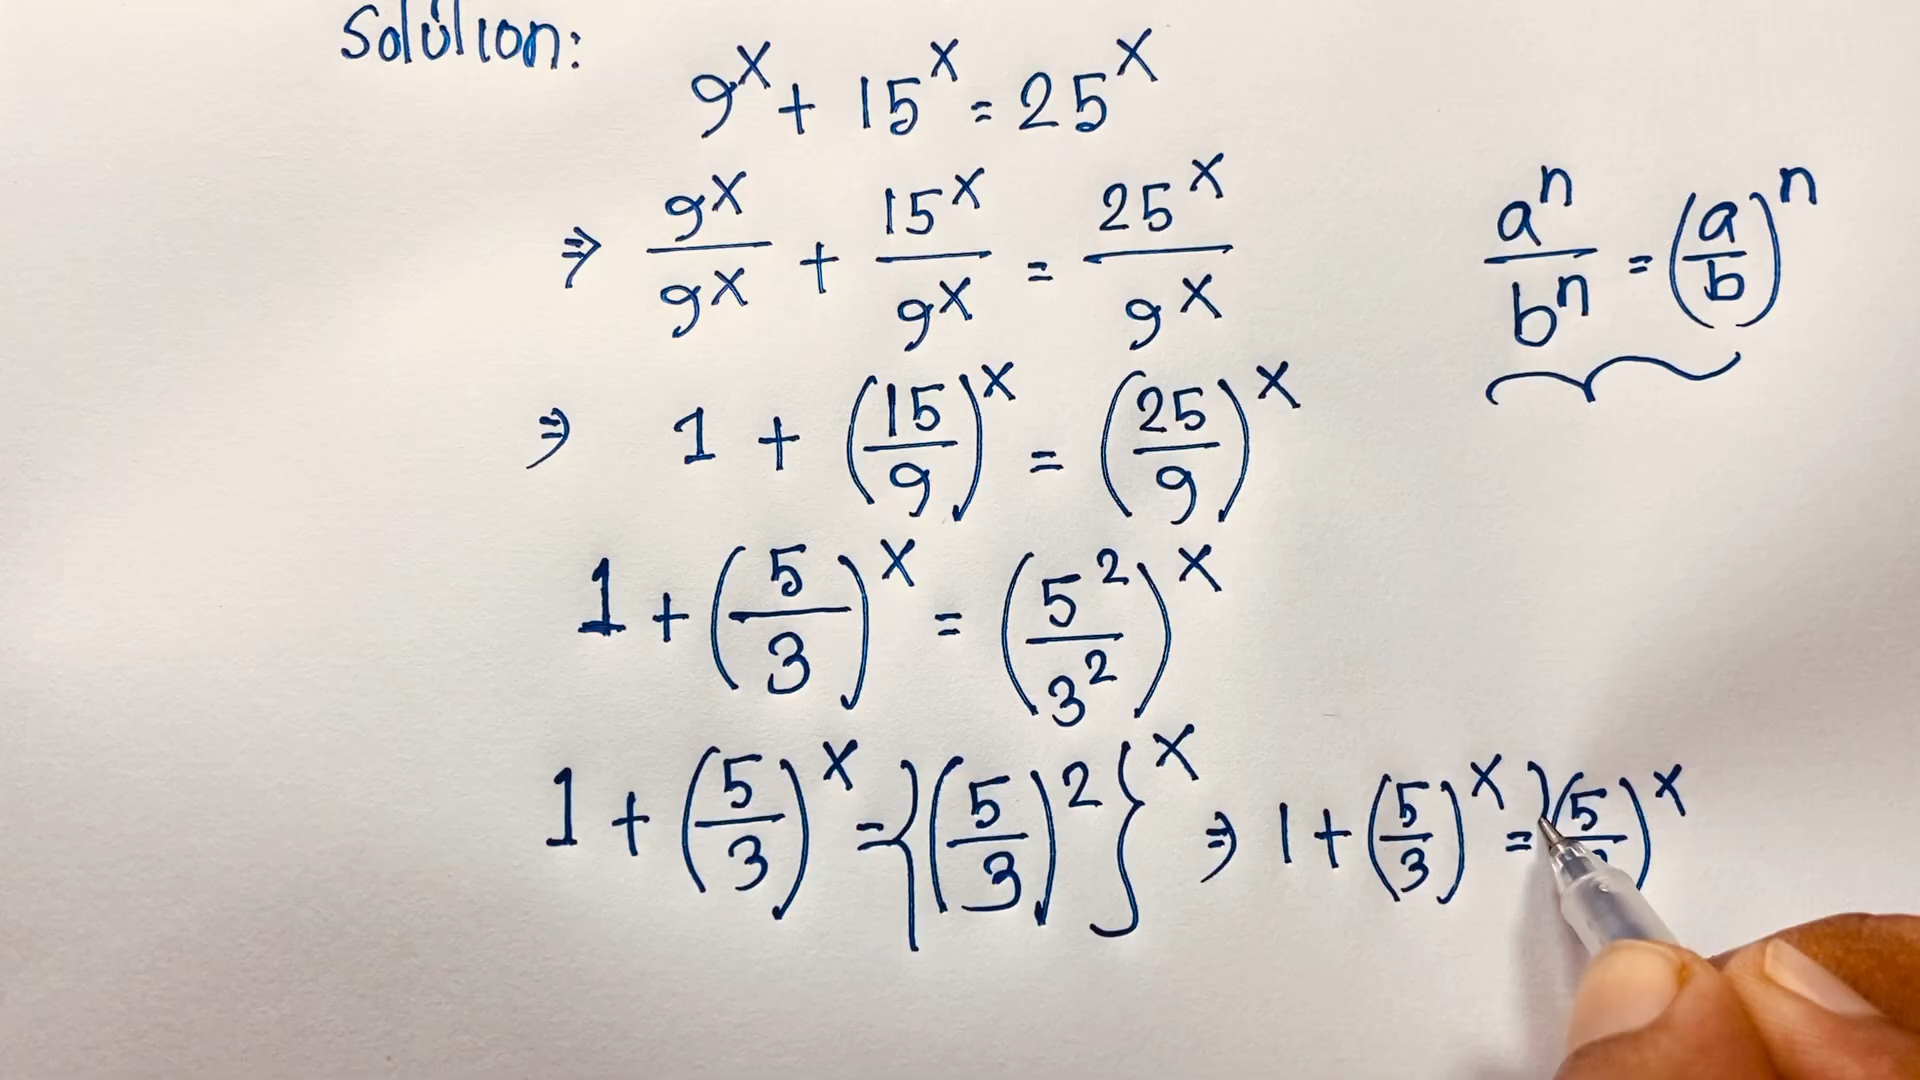 Solution:
9^x + 15^x = 25^x
⇒ 9^x/9^x + 15^x/9^x = 25^x/9^x
a^n/b^n = (a/b)^n
⇒ 1 + (15/9)^x = (25/9)^x
1 + (5/3)^x = (5^2/3^2)^x
1 + (5/3)^x = {(5/3)^2}^x ⇒ 1 + (5/3)^x = {(5/)^x